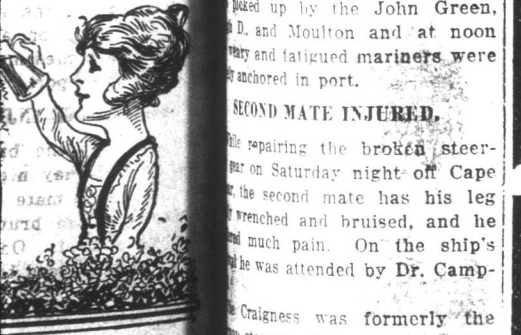 picked up by the John Green,
D., and Moulton and at noon
weary and fatigued mariners were
anchored in port.
SECOND MATE INJURED.
repairing the broken steer-
gear on Saturday night off Cape
the second mate has his leg
wrenched and bruised, and he
much pain. On the ship's
he was attended by Dr. Camp-
Craigness was formerly the